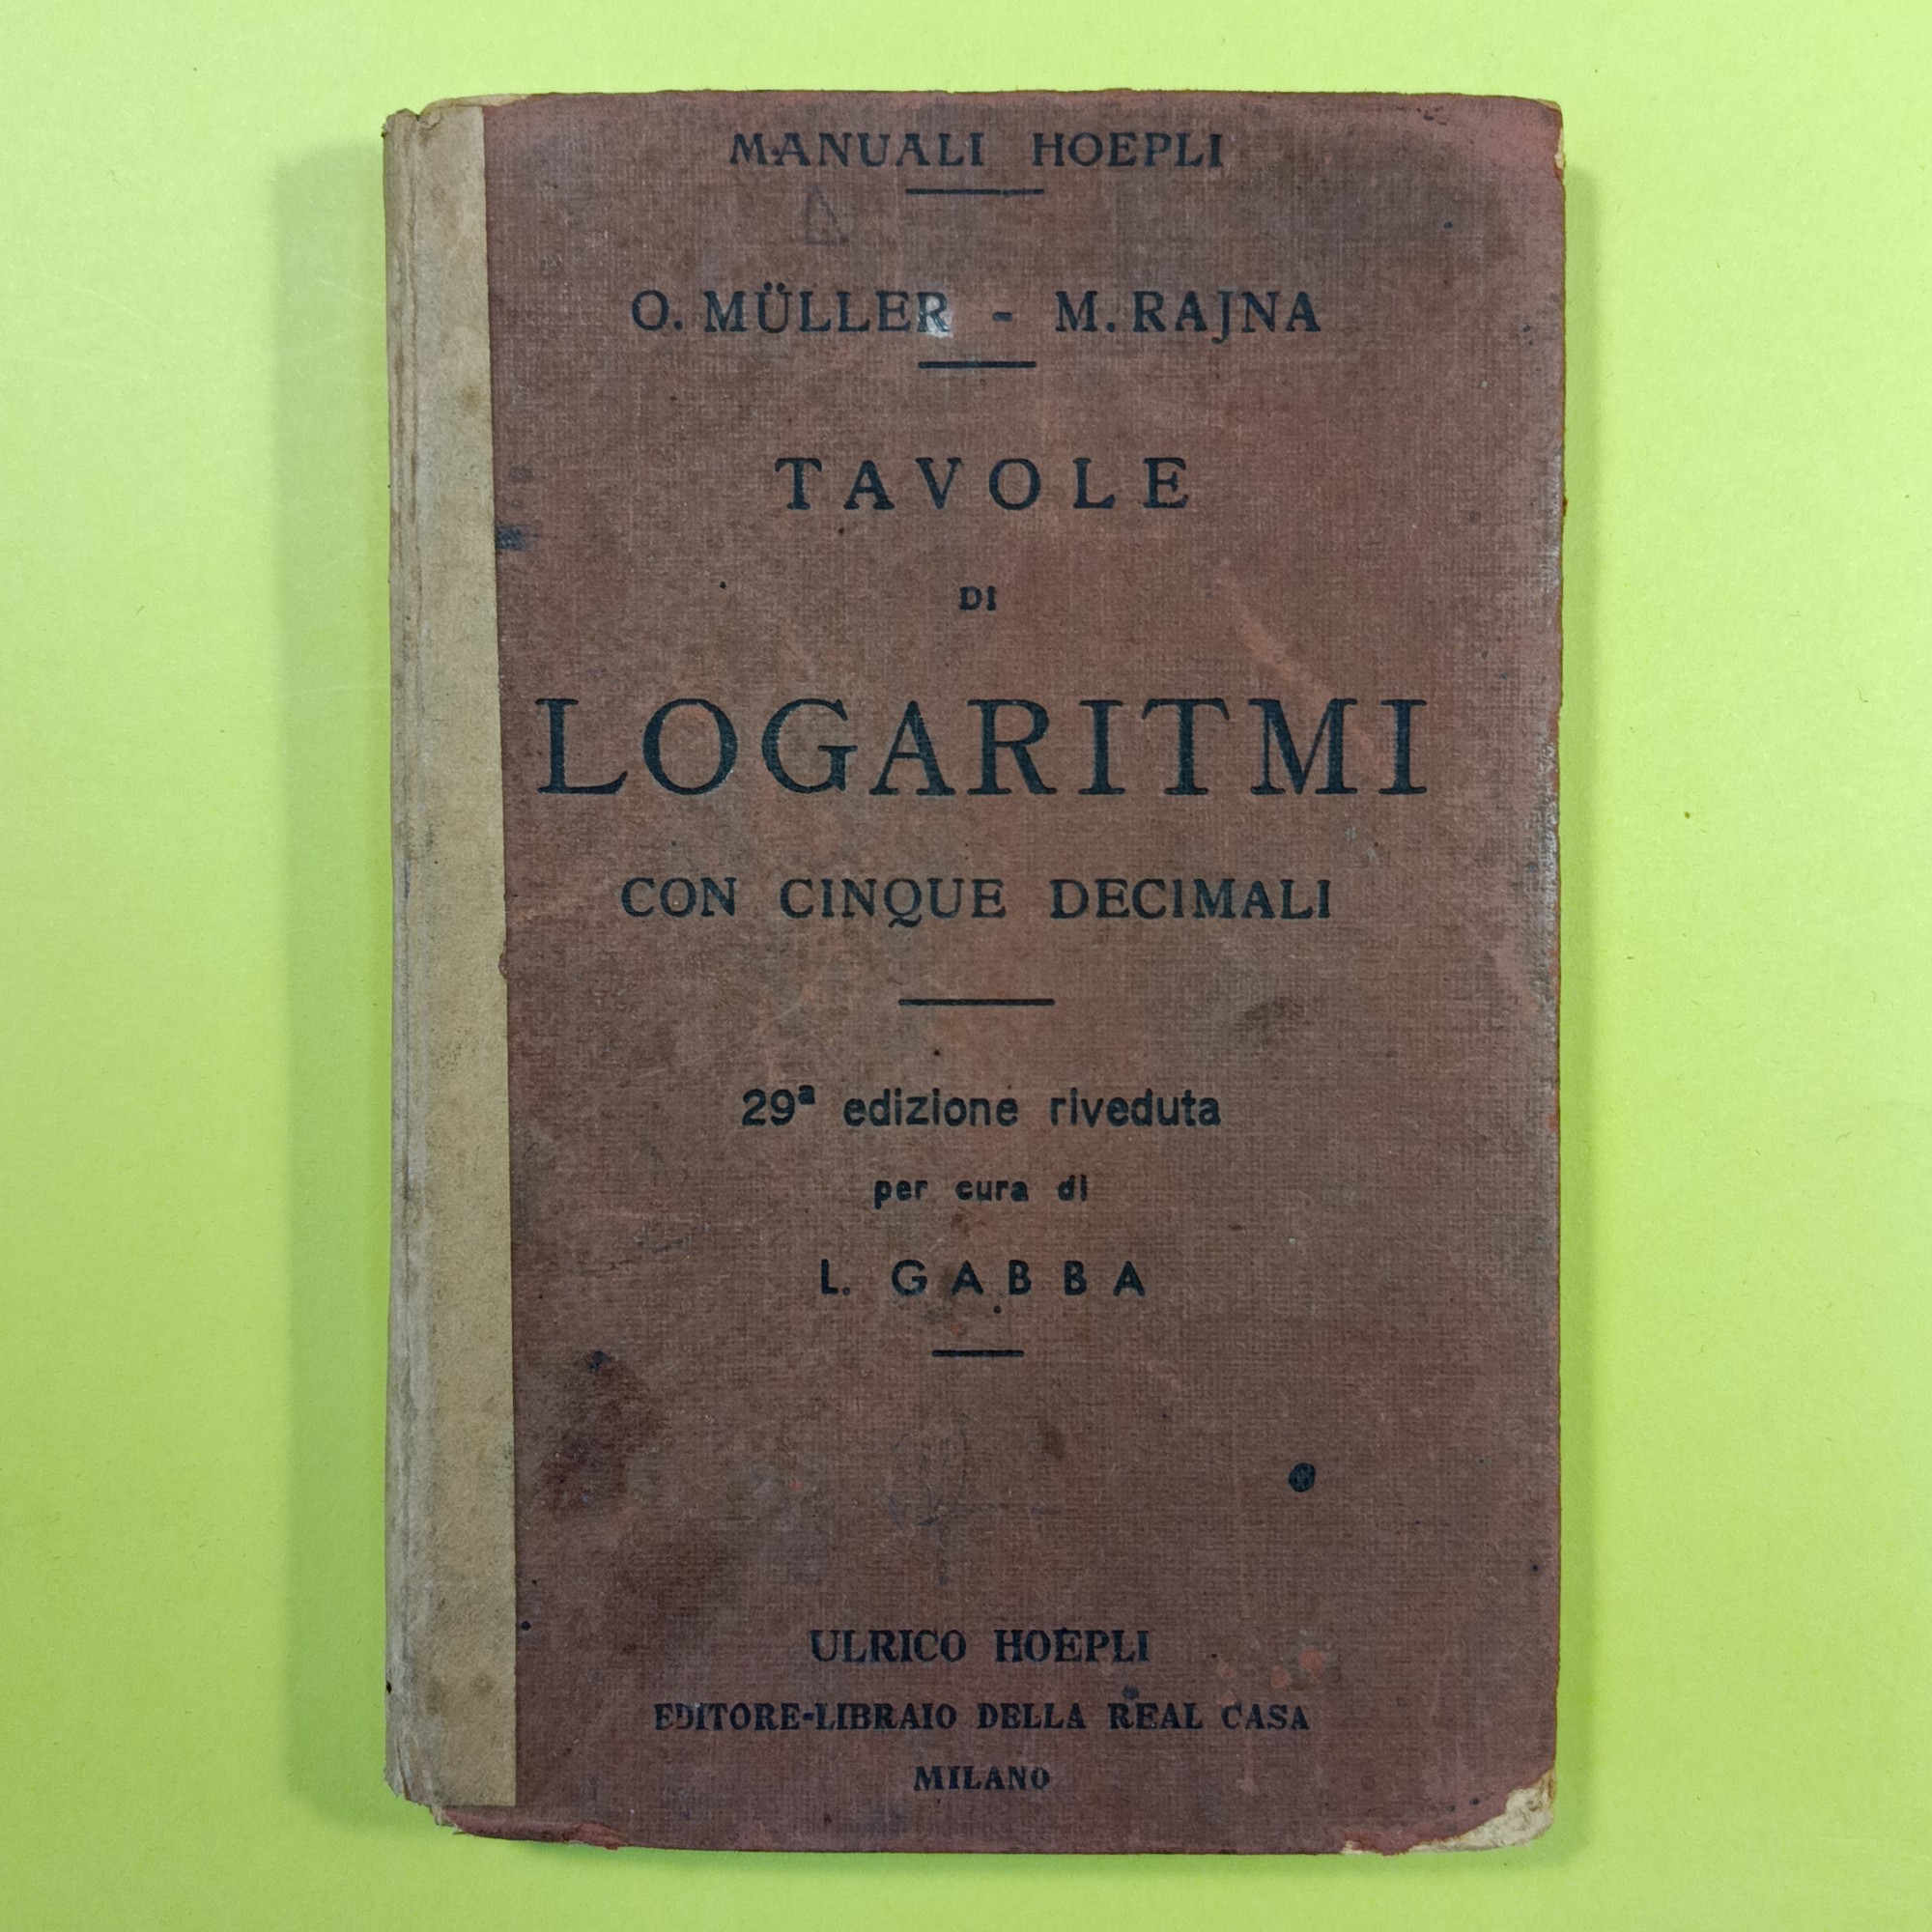 MANUALI HOEPLI
O. MÜLLER - M. RAJNA
TAVOLE
DI
LOGARITMI
CON CINQUE DECIMALI
29ª edizione riveduta
per cura di
L. GABBA
ULRICO HOEPLI
EDITORE-LIBRAIO DELLA REAL CASA
MILANO